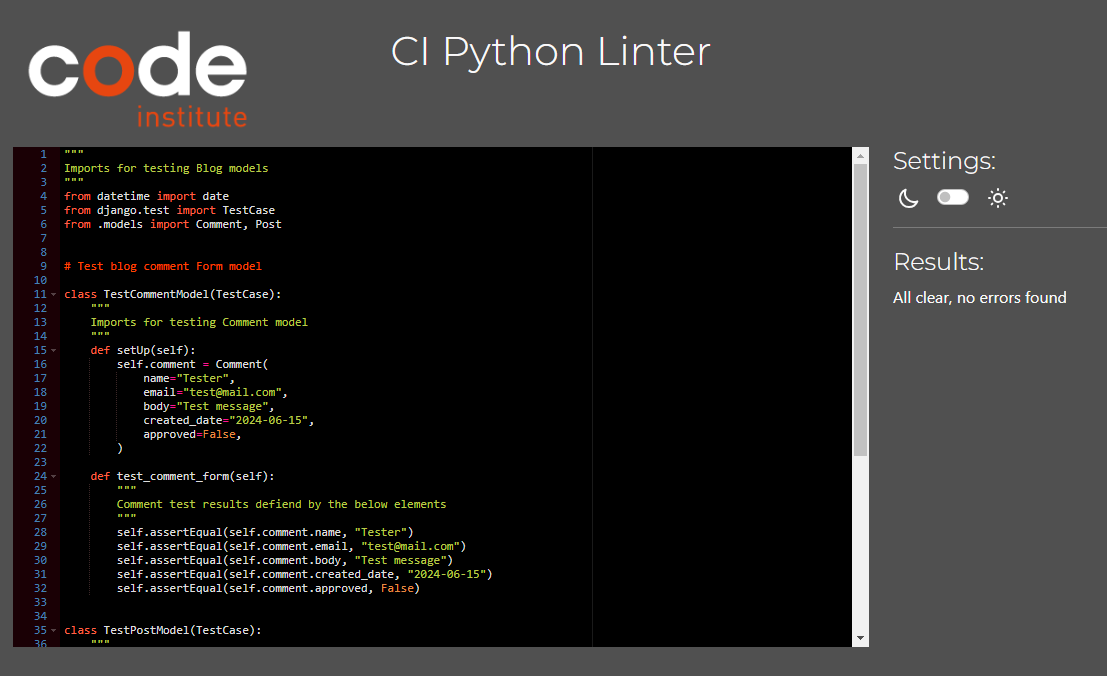 code
institute
CI Python Linter
1 """
2 Imports for testing Blog models
3 """
4 from datetime import date
5 from django.test import TestCase
6 from .models import Comment, Post
7
8
9 # Test blog comment Form model
10
11 class TestCommentModel(TestCase):
12     """
13     Imports for testing Comment model
14     """
15     def setUp(self):
16         self.comment = Comment(
17             name="Tester",
18             email="test@mail.com",
19             body="Test message",
20             created_date="2024-06-15",
21             approved=False,
22         )
23
24     def test_comment_form(self):
25         """
26         Comment test results defiend by the below elements
27         """
28         self.assertEqual(self.comment.name, "Tester")
29         self.assertEqual(self.comment.email, "test@mail.com")
30         self.assertEqual(self.comment.body, "Test message")
31         self.assertEqual(self.comment.created_date, "2024-06-15")
32         self.assertEqual(self.comment.approved, False)
33
34
35 class TestPostModel(TestCase):
36     """
Settings:
Results:
All clear, no errors found